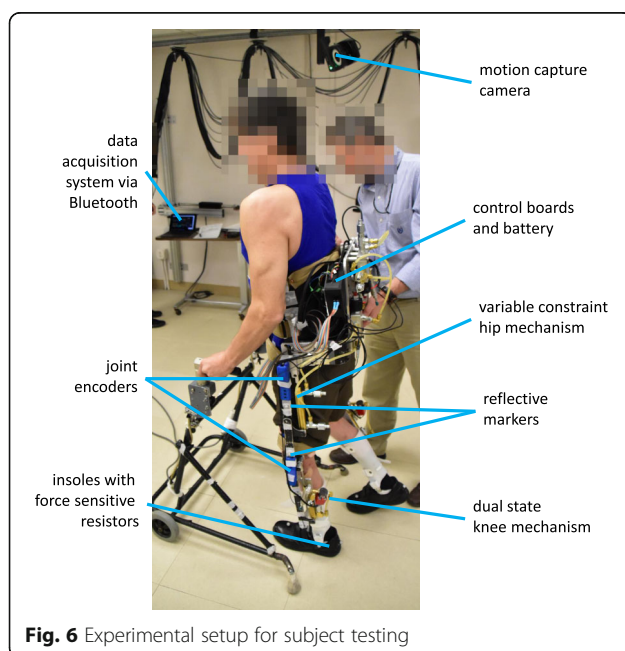 motion capture
camera
data
acquisition
system via
Bluetooth
control boards
and battery
variable constraint
hip mechanism
joint
encoders
reflective
markers
insoles with
force sensitive
resistors
dual state
knee mechanism
Fig. 6 Experimental setup for subject testing